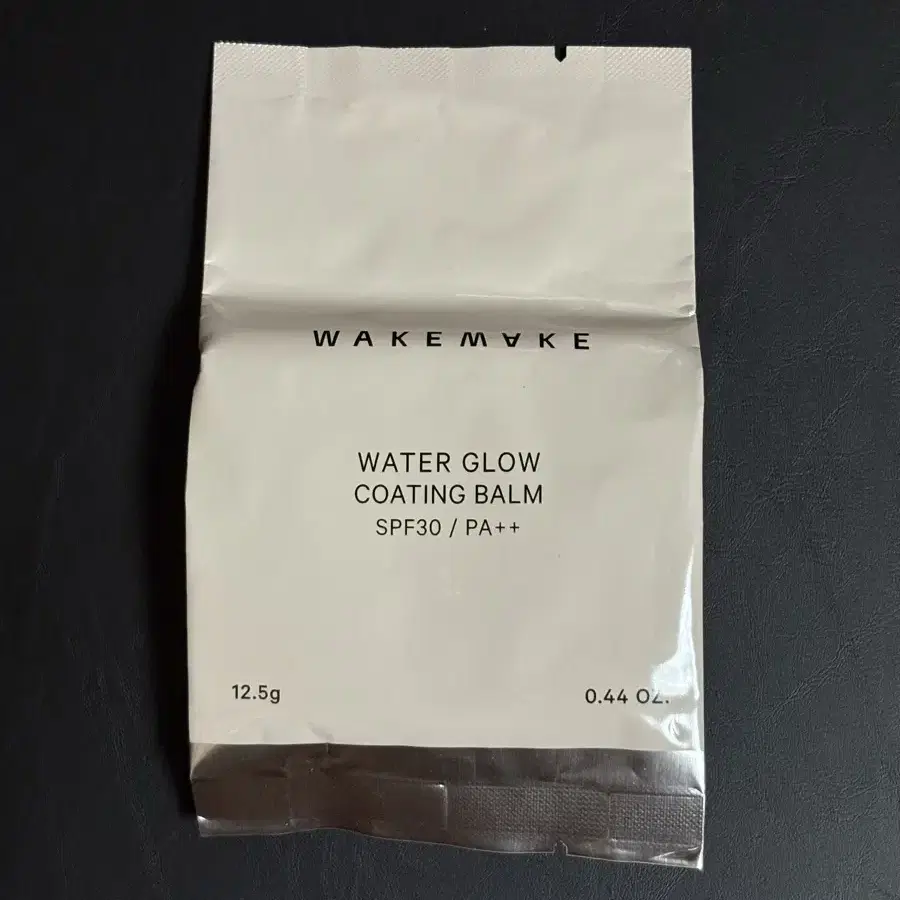 WAKEMAKE
WATER GLOW
COATING BALM
SPF30 / PA++
12.5g
0.44 OZ.